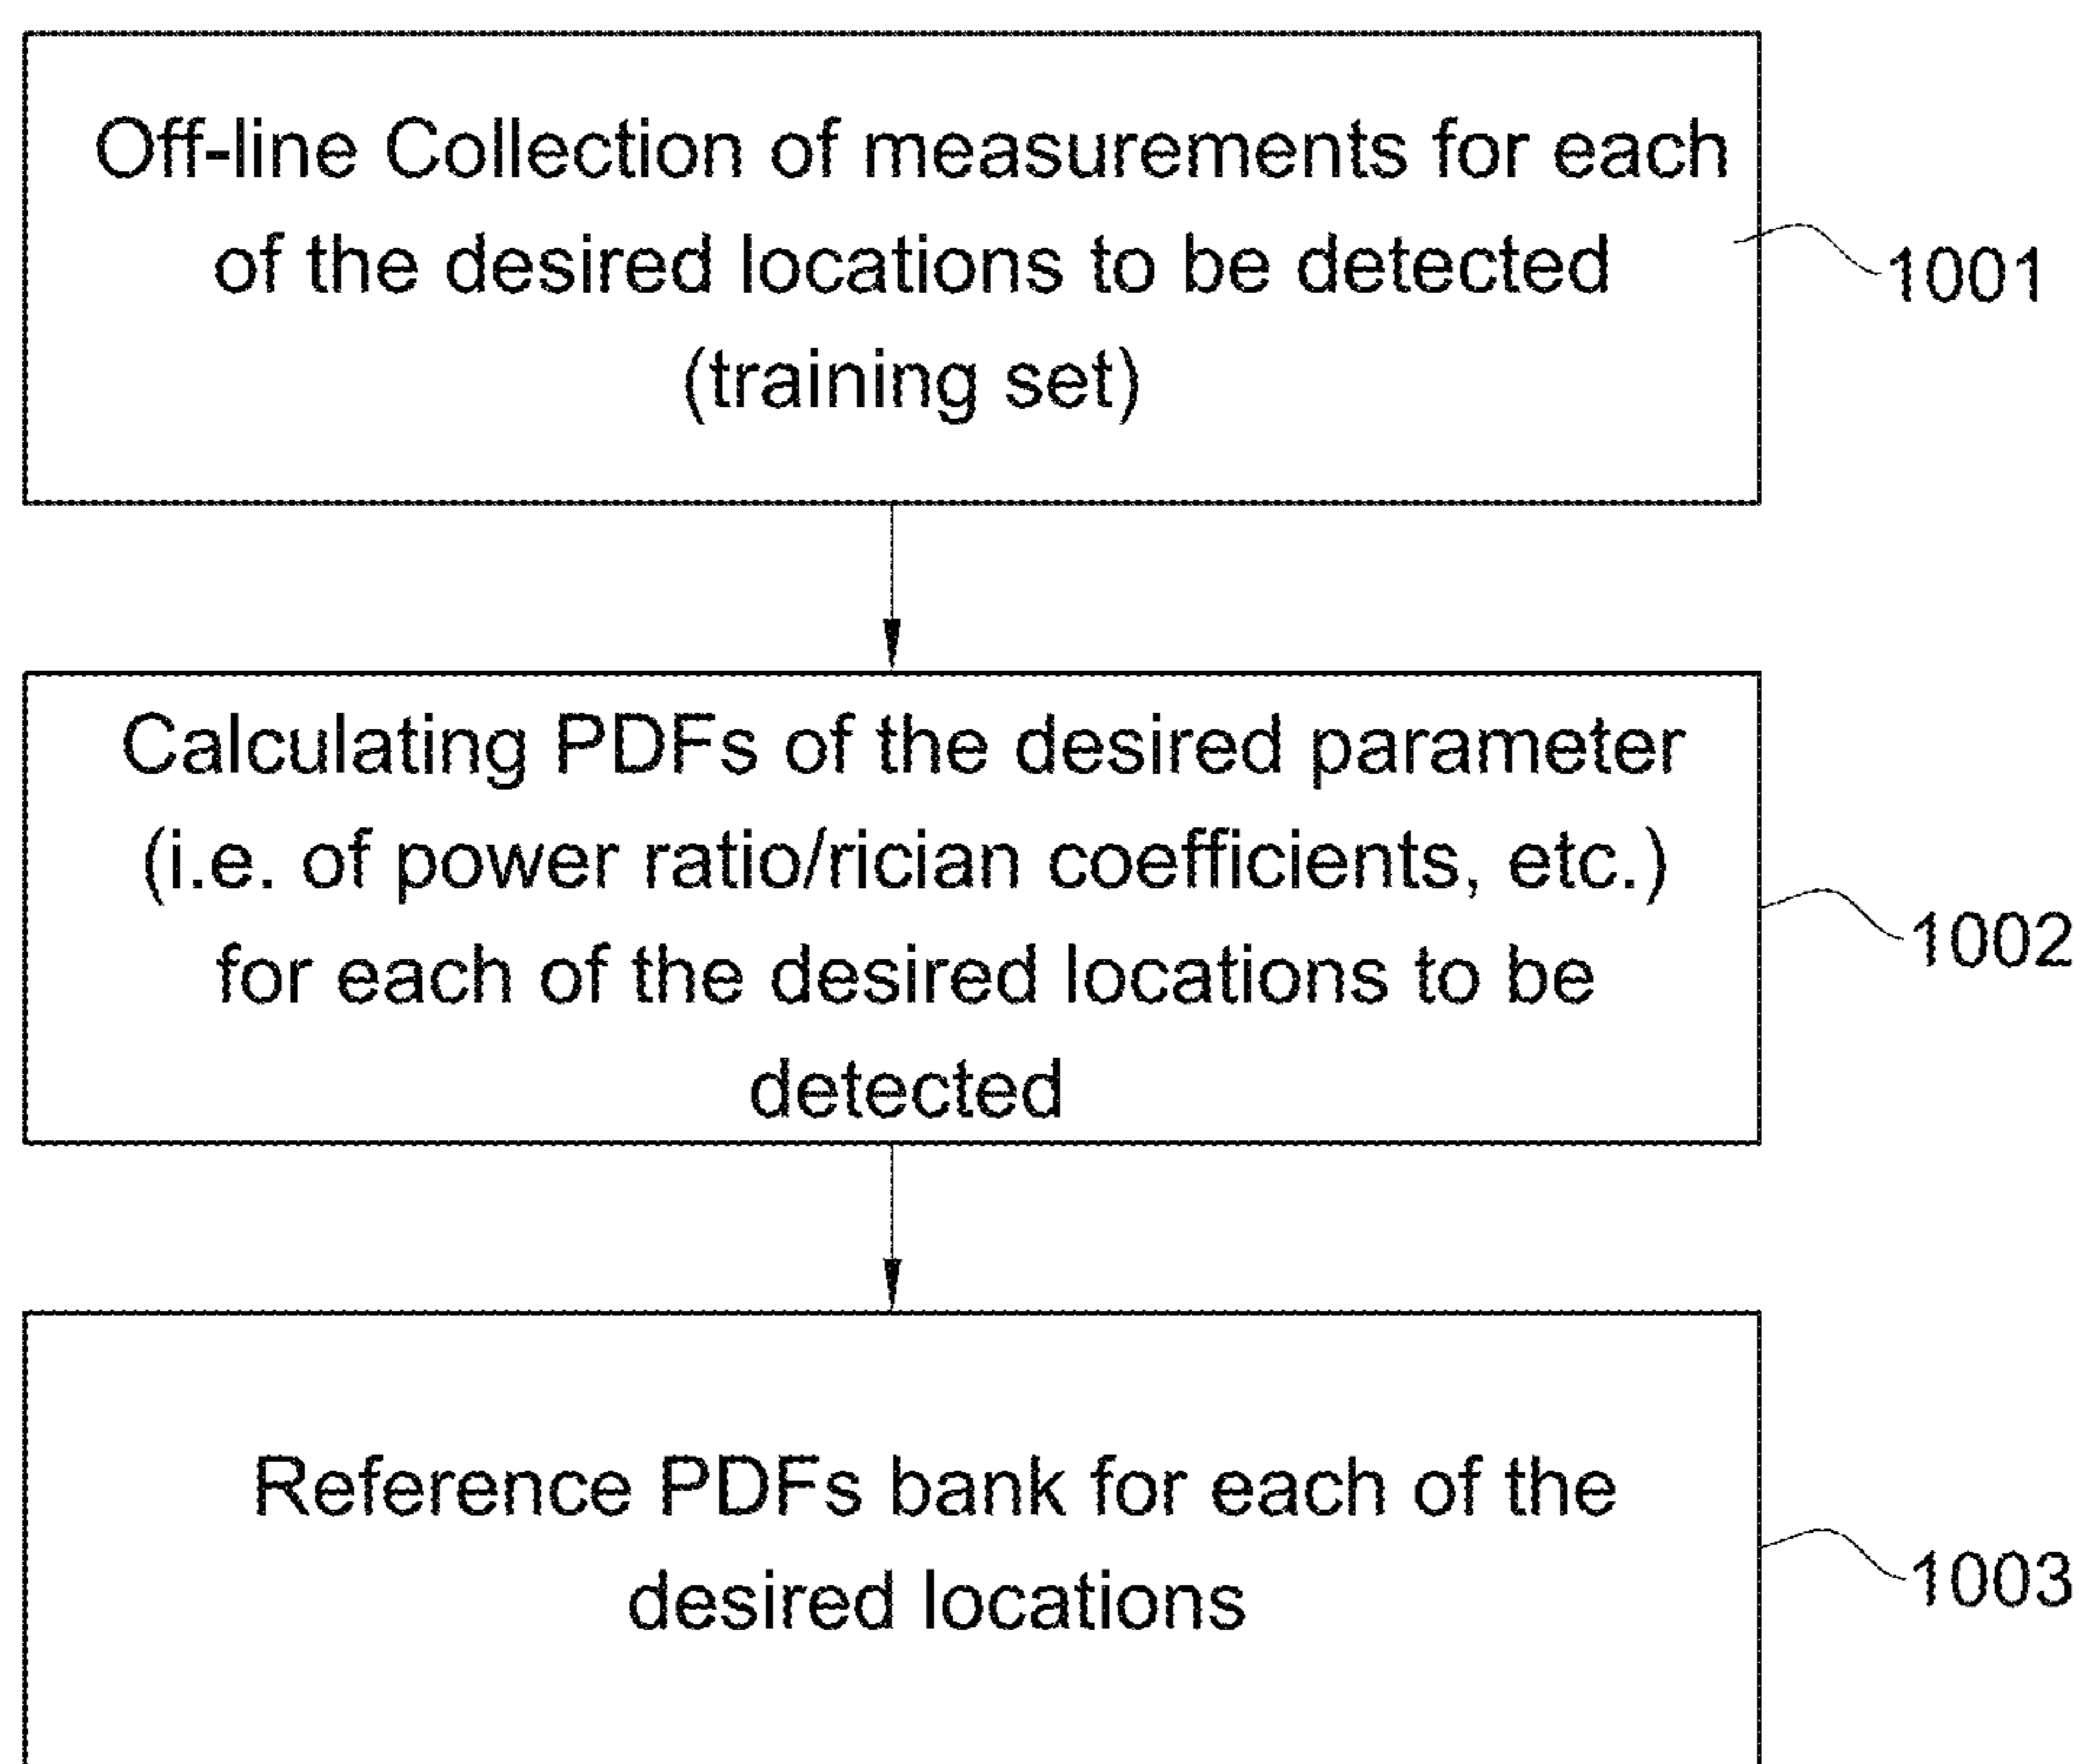 Off-line Collection of measurements for each
of the desired locations to be detected
(training set)
1001
Calculating PDFs of the desired parameter
(i.e. of power ratio/rician coefficients, etc.)
for each of the desired locations to be
detected
1002
Reference PDFs bank for each of the
desired locations
1003